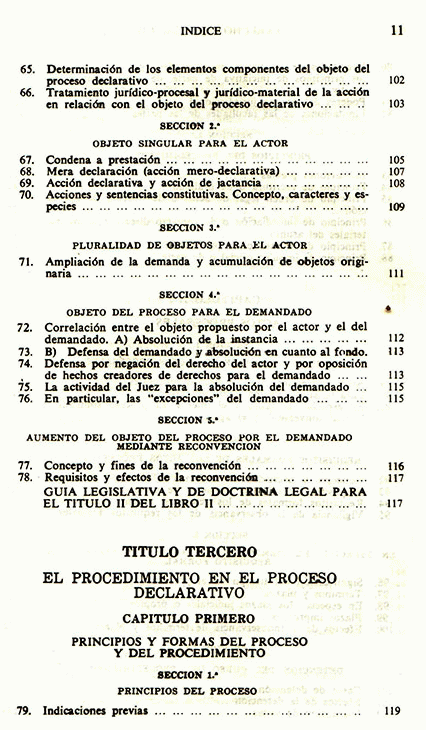 INDICE 11
65. Determinación de los elementos componentes del objeto del
proceso declarativo ... ... ... ... ... ... ... ... ... ... ... ... 102
66. Tratamiento jurídico-procesal y jurídico-material de la acción
en relación con el objeto del proceso declarativo ... ... ... 103
SECCION 2.ª
OBJETO SINGULAR PARA EL ACTOR
67. Condena a prestación ... ... ... ... ... ... ... ... ... ... ... 105
68. Mera declaración (acción mero-declarativa) ... ... ... ... ... 107
69. Acción declarativa y acción de jactancia ... ... ... ... ... ... 108
70. Acciones y sentencias constitutivas. Concepto, caracteres y es-
pecies ... ... ... ... ... ... ... ... ... ... ... ... ... ... ... ... 109
SECCION 3.ª
PLURALIDAD DE OBJETOS PARA EL ACTOR
71. Ampliación de la demanda y acumulación de objetos origi-
naria ... ... ... ... ... ... ... ... ... ... ... ... ... ... ... ... 111
SECCION 4.ª
OBJETO DEL PROCESO PARA EL DEMANDADO
72. Correlación entre el objeto propuesto por el actor y el del
demandado. A) Absolución de la instancia ... ... ... ... ... 112
73. B) Defensa del demandado y absolución en cuanto al fondo. 113
74. Defensa por negación del derecho del actor y por oposición
de hechos creadores de derechos para el demandado ... ... 113
75. La actividad del Juez para la absolución del demandado ... 115
76. En particular, las "excepciones" del demandado ... ... ... 115
SECCION 5.ª
AUMENTO DEL OBJETO DEL PROCESO POR EL DEMANDADO
MEDIANTE RECONVENCION
77. Concepto y fines de la reconvención ... ... ... ... ... ... ... 116
78. Requisitos y efectos de la reconvención ... ... ... ... ... ... 117
GUIA LEGISLATIVA Y DE DOCTRINA LEGAL PARA
EL TITULO II DEL LIBRO II ... ... ... ... ... ... ... ... ... 117
TITULO TERCERO
EL PROCEDIMIENTO EN EL PROCESO
DECLARATIVO
CAPITULO PRIMERO
PRINCIPIOS Y FORMAS DEL PROCESO
Y DEL PROCEDIMIENTO
SECCION 1.ª
PRINCIPIOS DEL PROCESO
79. Indicaciones previas ... ... ... ... ... ... ... ... ... ... ... ... 119